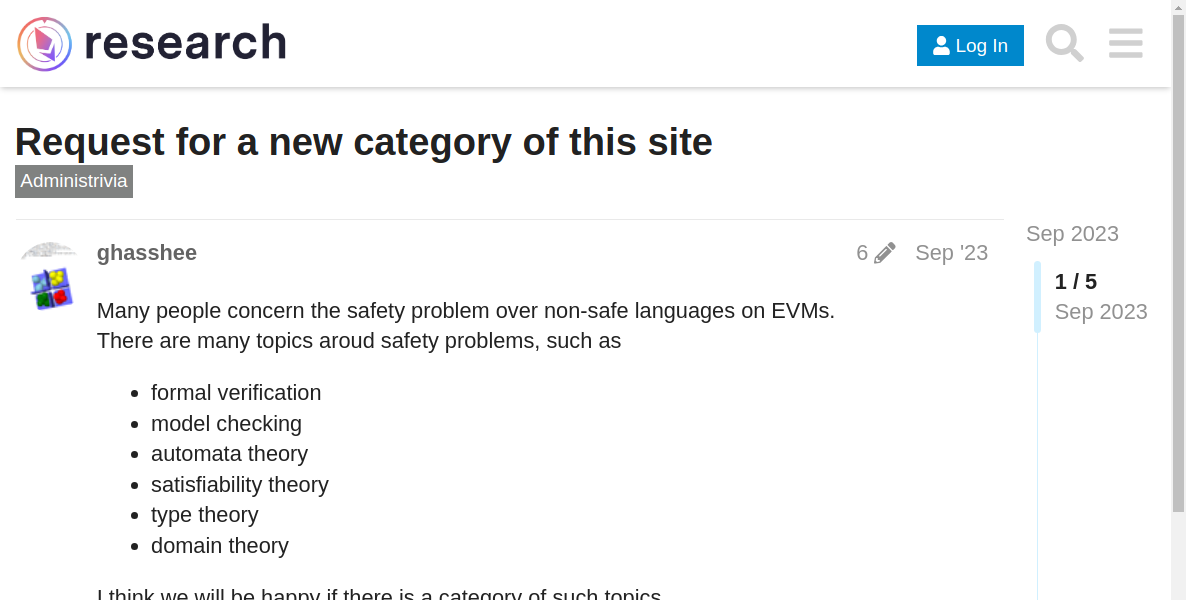 research
Log In
Request for a new category of this site
Administrivia
ghasshee
6
Sep '23
Sep 2023
1 / 5
Sep 2023
Many people concern the safety problem over non-safe languages on EVMs.
There are many topics aroud safety problems, such as
formal verification
model checking
automata theory
satisfiability theory
type theory
domain theory
I think we will be happy if there is a category of such topics.